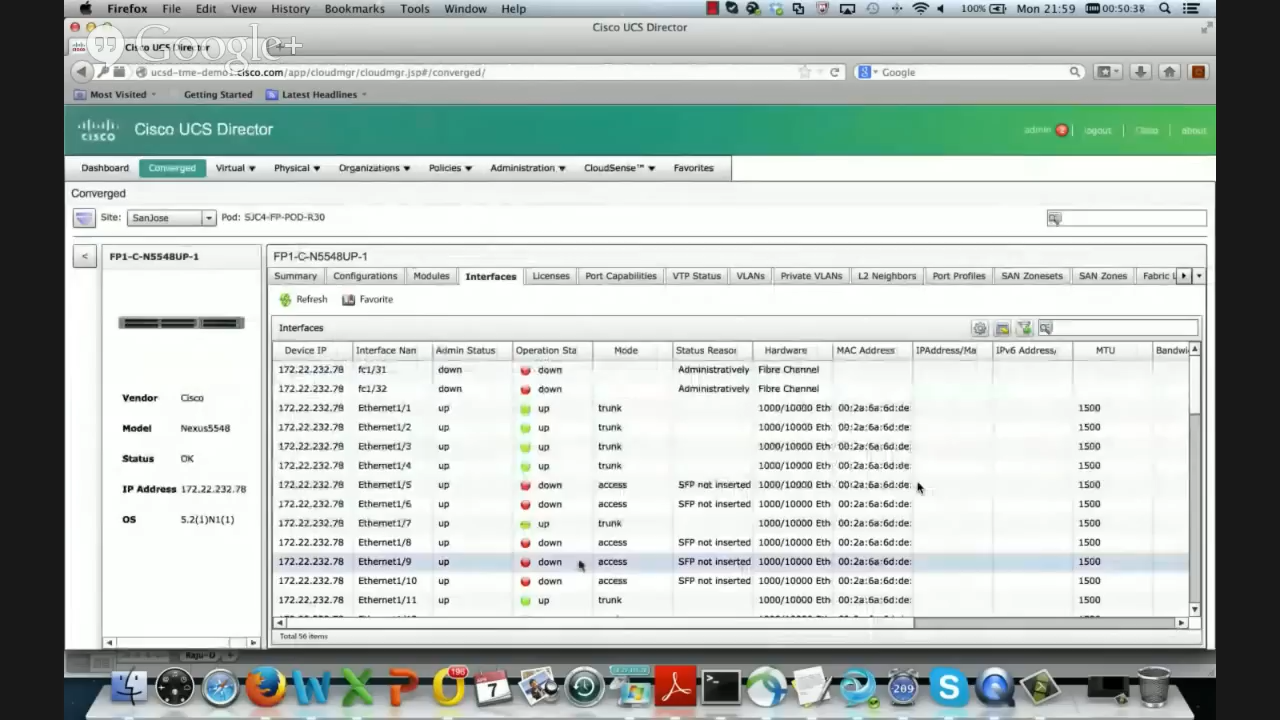 Firefox File Edit View History Bookmarks Tools Window Help 100% Mon 21:59 00:50:38
Cisco UCS Director
Google+
Cisco UCS Director
ucsd-tme-demo1.cisco.com/app/cloudmgr/cloudmgr.jsp#/converged/
Google
Most Visited Getting Started Latest Headlines
CISCO Cisco UCS Director
admin logout Cisco about
Dashboard Converged Virtual Physical Organizations Policies Administration CloudSense™ Favorites
Converged
Site: SanJose Pod: SJC4-FP-POD-R30
< FP1-C-N5548UP-1
Vendor Cisco
Model Nexus5548
Status OK
IP Address 172.22.232.78
OS 5.2(1)N1(1)
FP1-C-N5548UP-1
Summary Configurations Modules Interfaces Licenses Port Capabilities VTP Status VLANs Private VLANs L2 Neighbors Port Profiles SAN Zonesets SAN Zones Fabric L
Refresh Favorite
Interfaces
Device IP Interface Nan Admin Status Operation Sta Mode Status Reason Hardware MAC Address IPAddress/Ma IPv6 Address/ MTU Bandwi
172.22.232.78 fc1/31 down down Administratively Fibre Channel
172.22.232.78 fc1/32 down down Administratively Fibre Channel
172.22.232.78 Ethernet1/1 up up trunk 1000/10000 Eth 00:2a:6a:6d:de: 1500
172.22.232.78 Ethernet1/2 up up trunk 1000/10000 Eth 00:2a:6a:6d:de: 1500
172.22.232.78 Ethernet1/3 up up trunk 1000/10000 Eth 00:2a:6a:6d:de: 1500
172.22.232.78 Ethernet1/4 up up trunk 1000/10000 Eth 00:2a:6a:6d:de: 1500
172.22.232.78 Ethernet1/5 up down access SFP not inserted 1000/10000 Eth 00:2a:6a:6d:de: 1500
172.22.232.78 Ethernet1/6 up down access SFP not inserted 1000/10000 Eth 00:2a:6a:6d:de: 1500
172.22.232.78 Ethernet1/7 up up trunk 1000/10000 Eth 00:2a:6a:6d:de: 1500
172.22.232.78 Ethernet1/8 up down access SFP not inserted 1000/10000 Eth 00:2a:6a:6d:de: 1500
172.22.232.78 Ethernet1/9 up down access SFP not inserted 1000/10000 Eth 00:2a:6a:6d:de: 1500
172.22.232.78 Ethernet1/10 up down access SFP not inserted 1000/10000 Eth 00:2a:6a:6d:de: 1500
172.22.232.78 Ethernet1/11 up up trunk 1000/10000 Eth 00:2a:6a:6d:de: 1500
Total 56 items
Raju-D
198
7
209